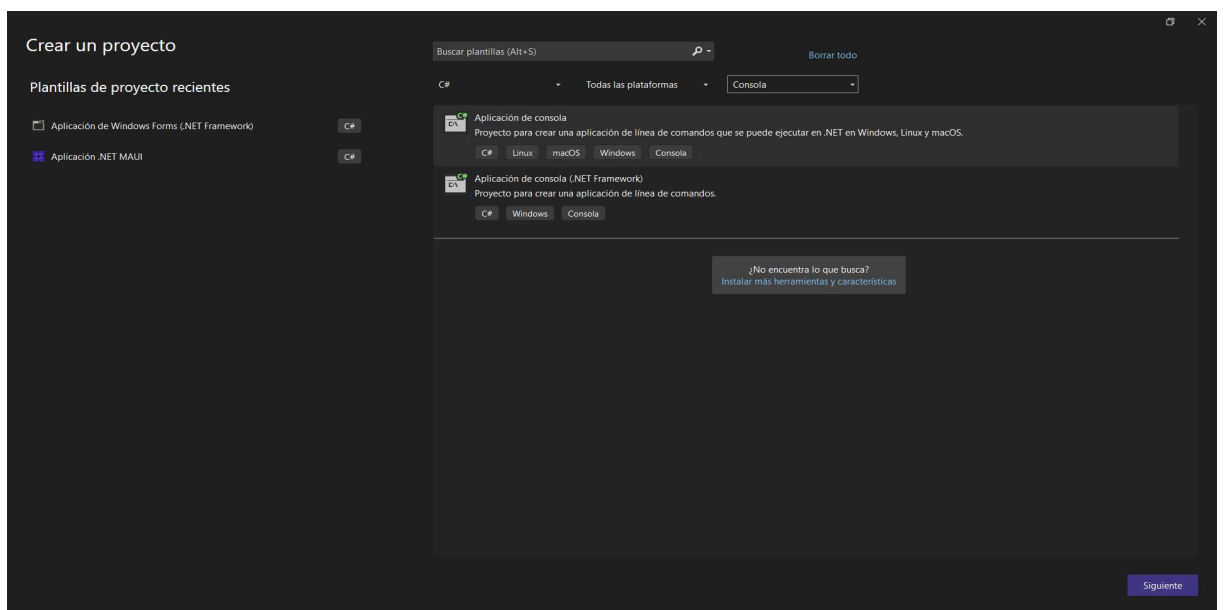 Crear un proyecto
Plantillas de proyecto recientes
Aplicación de Windows Forms (.NET Framework) C#
Aplicación .NET MAUI C#
Buscar plantillas (Alt+S)
Borrar todo
C# Todas las plataformas Consola
C#
C:\
Aplicación de consola
Proyecto para crear una aplicación de línea de comandos que se puede ejecutar en .NET en Windows, Linux y macOS.
C# Linux macOS Windows Consola
C#
C:\
Aplicación de consola (.NET Framework)
Proyecto para crear una aplicación de línea de comandos.
C# Windows Consola
¿No encuentra lo que busca?
Instalar más herramientas y características
Siguiente